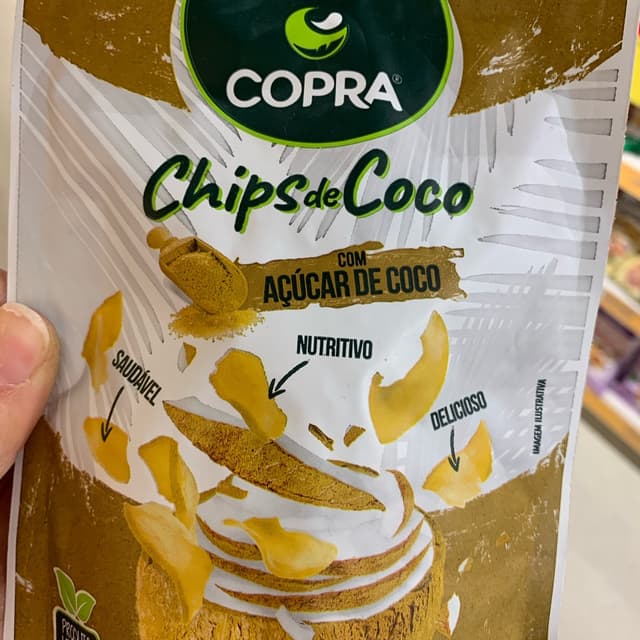 COPRA®
Chips de Coco
COM
AÇÚCAR DE COCO
NUTRITIVO
SAUDÁVEL
DELICIOSO
IMAGEM ILUSTRATIVA